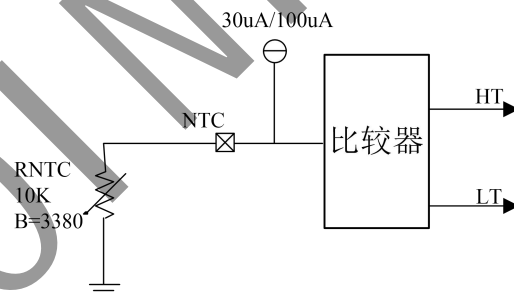 30uA/100uA
NTC
比较器
HT
LT
RNTC
10K
B=3380